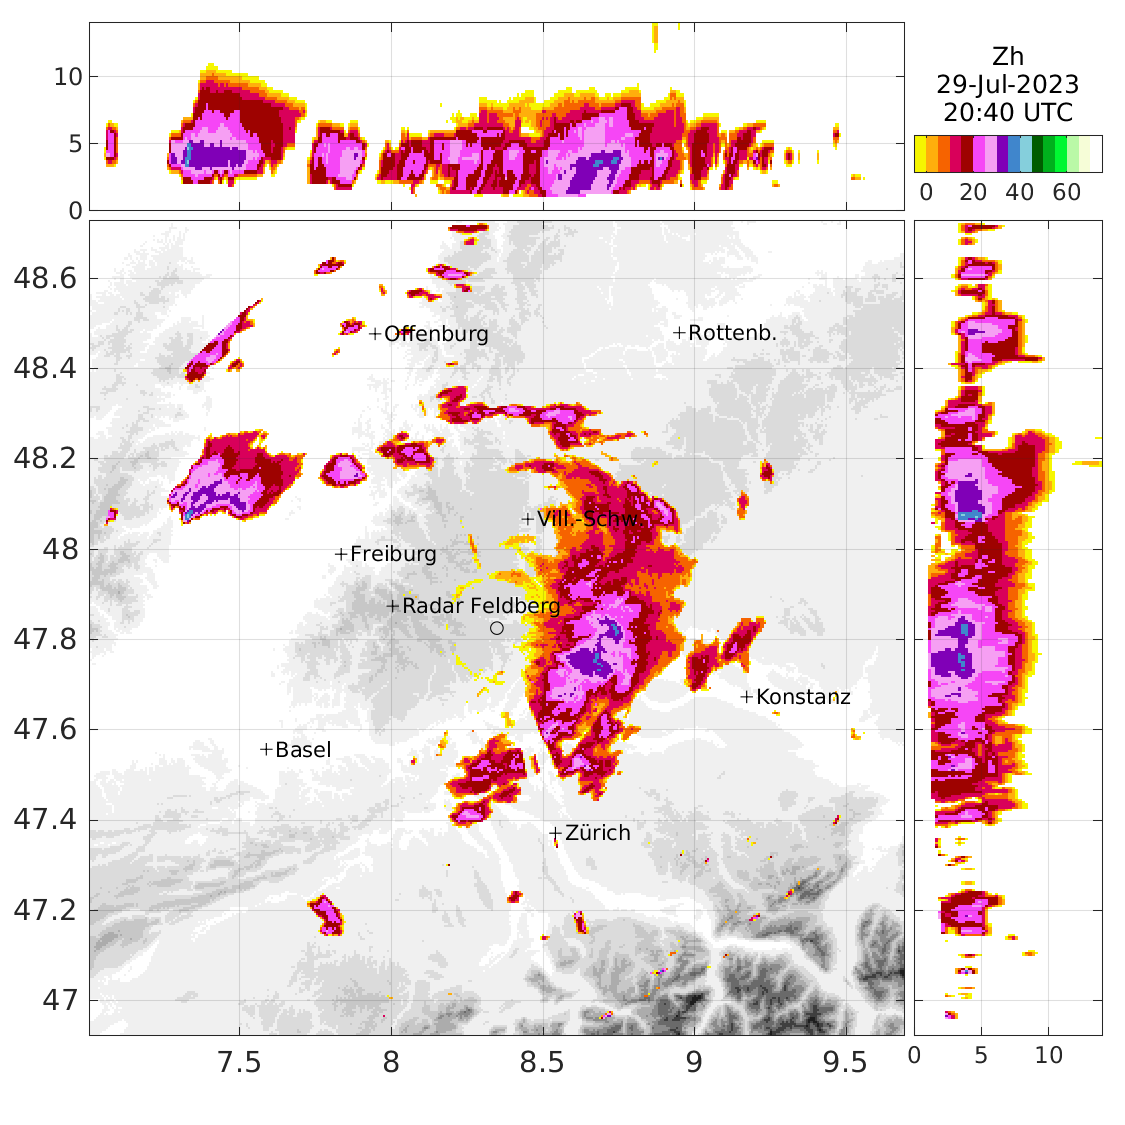 10
5
0
Zh
29-Jul-2023
20:40 UTC
0 20 40 60
48.6
48.4
48.2
48
47.8
47.6
47.4
47.2
47
+Offenburg
+Rottenb.
+Vill.-Schw.
+Freiburg
+Radar Feldberg
+Konstanz
+Basel
+Zürich
7.5 8 8.5 9 9.5
0 5 10